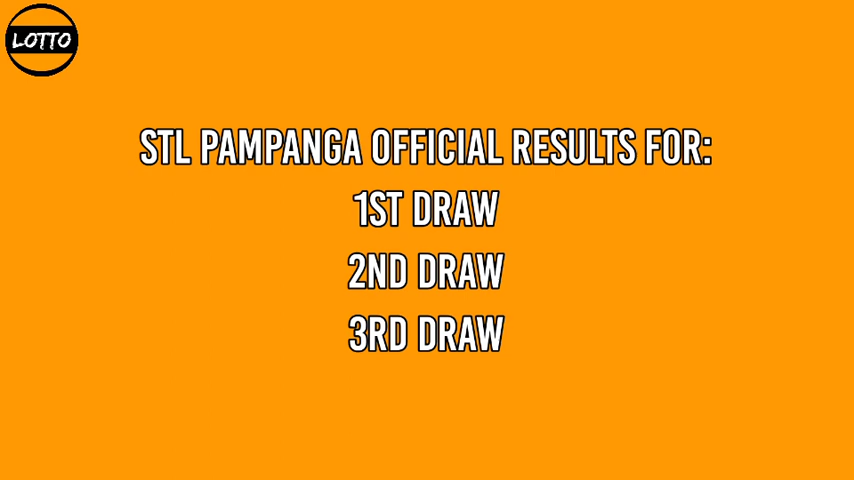 LOTTO
STL PAMPANGA OFFICIAL RESULTS FOR:
1ST DRAW
2ND DRAW
3RD DRAW